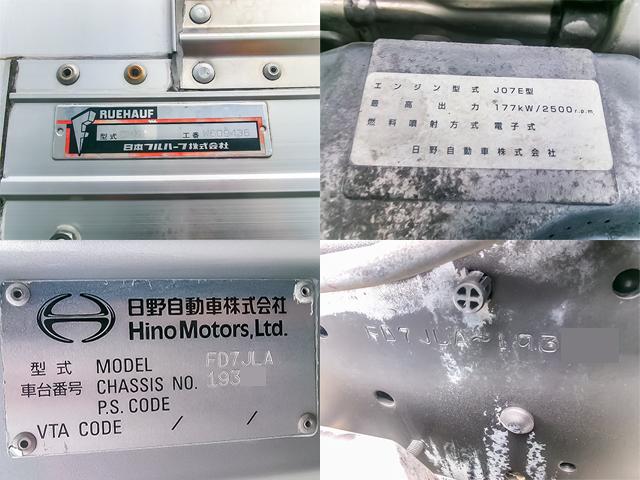 RUEHAUF
型式 工番 W609436
日本フルハーフ株式会社
エンジン型式 J07E型
最高出力 177kW/2500r.p.m
燃料噴射方式 電子式
日野自動車株式会社
日野自動車株式会社
Hino Motors, Ltd.
型式 MODEL FD7JLA
車台番号 CHASSIS NO. 193
P.S. CODE
VTA CODE / /
FD7JLA-193